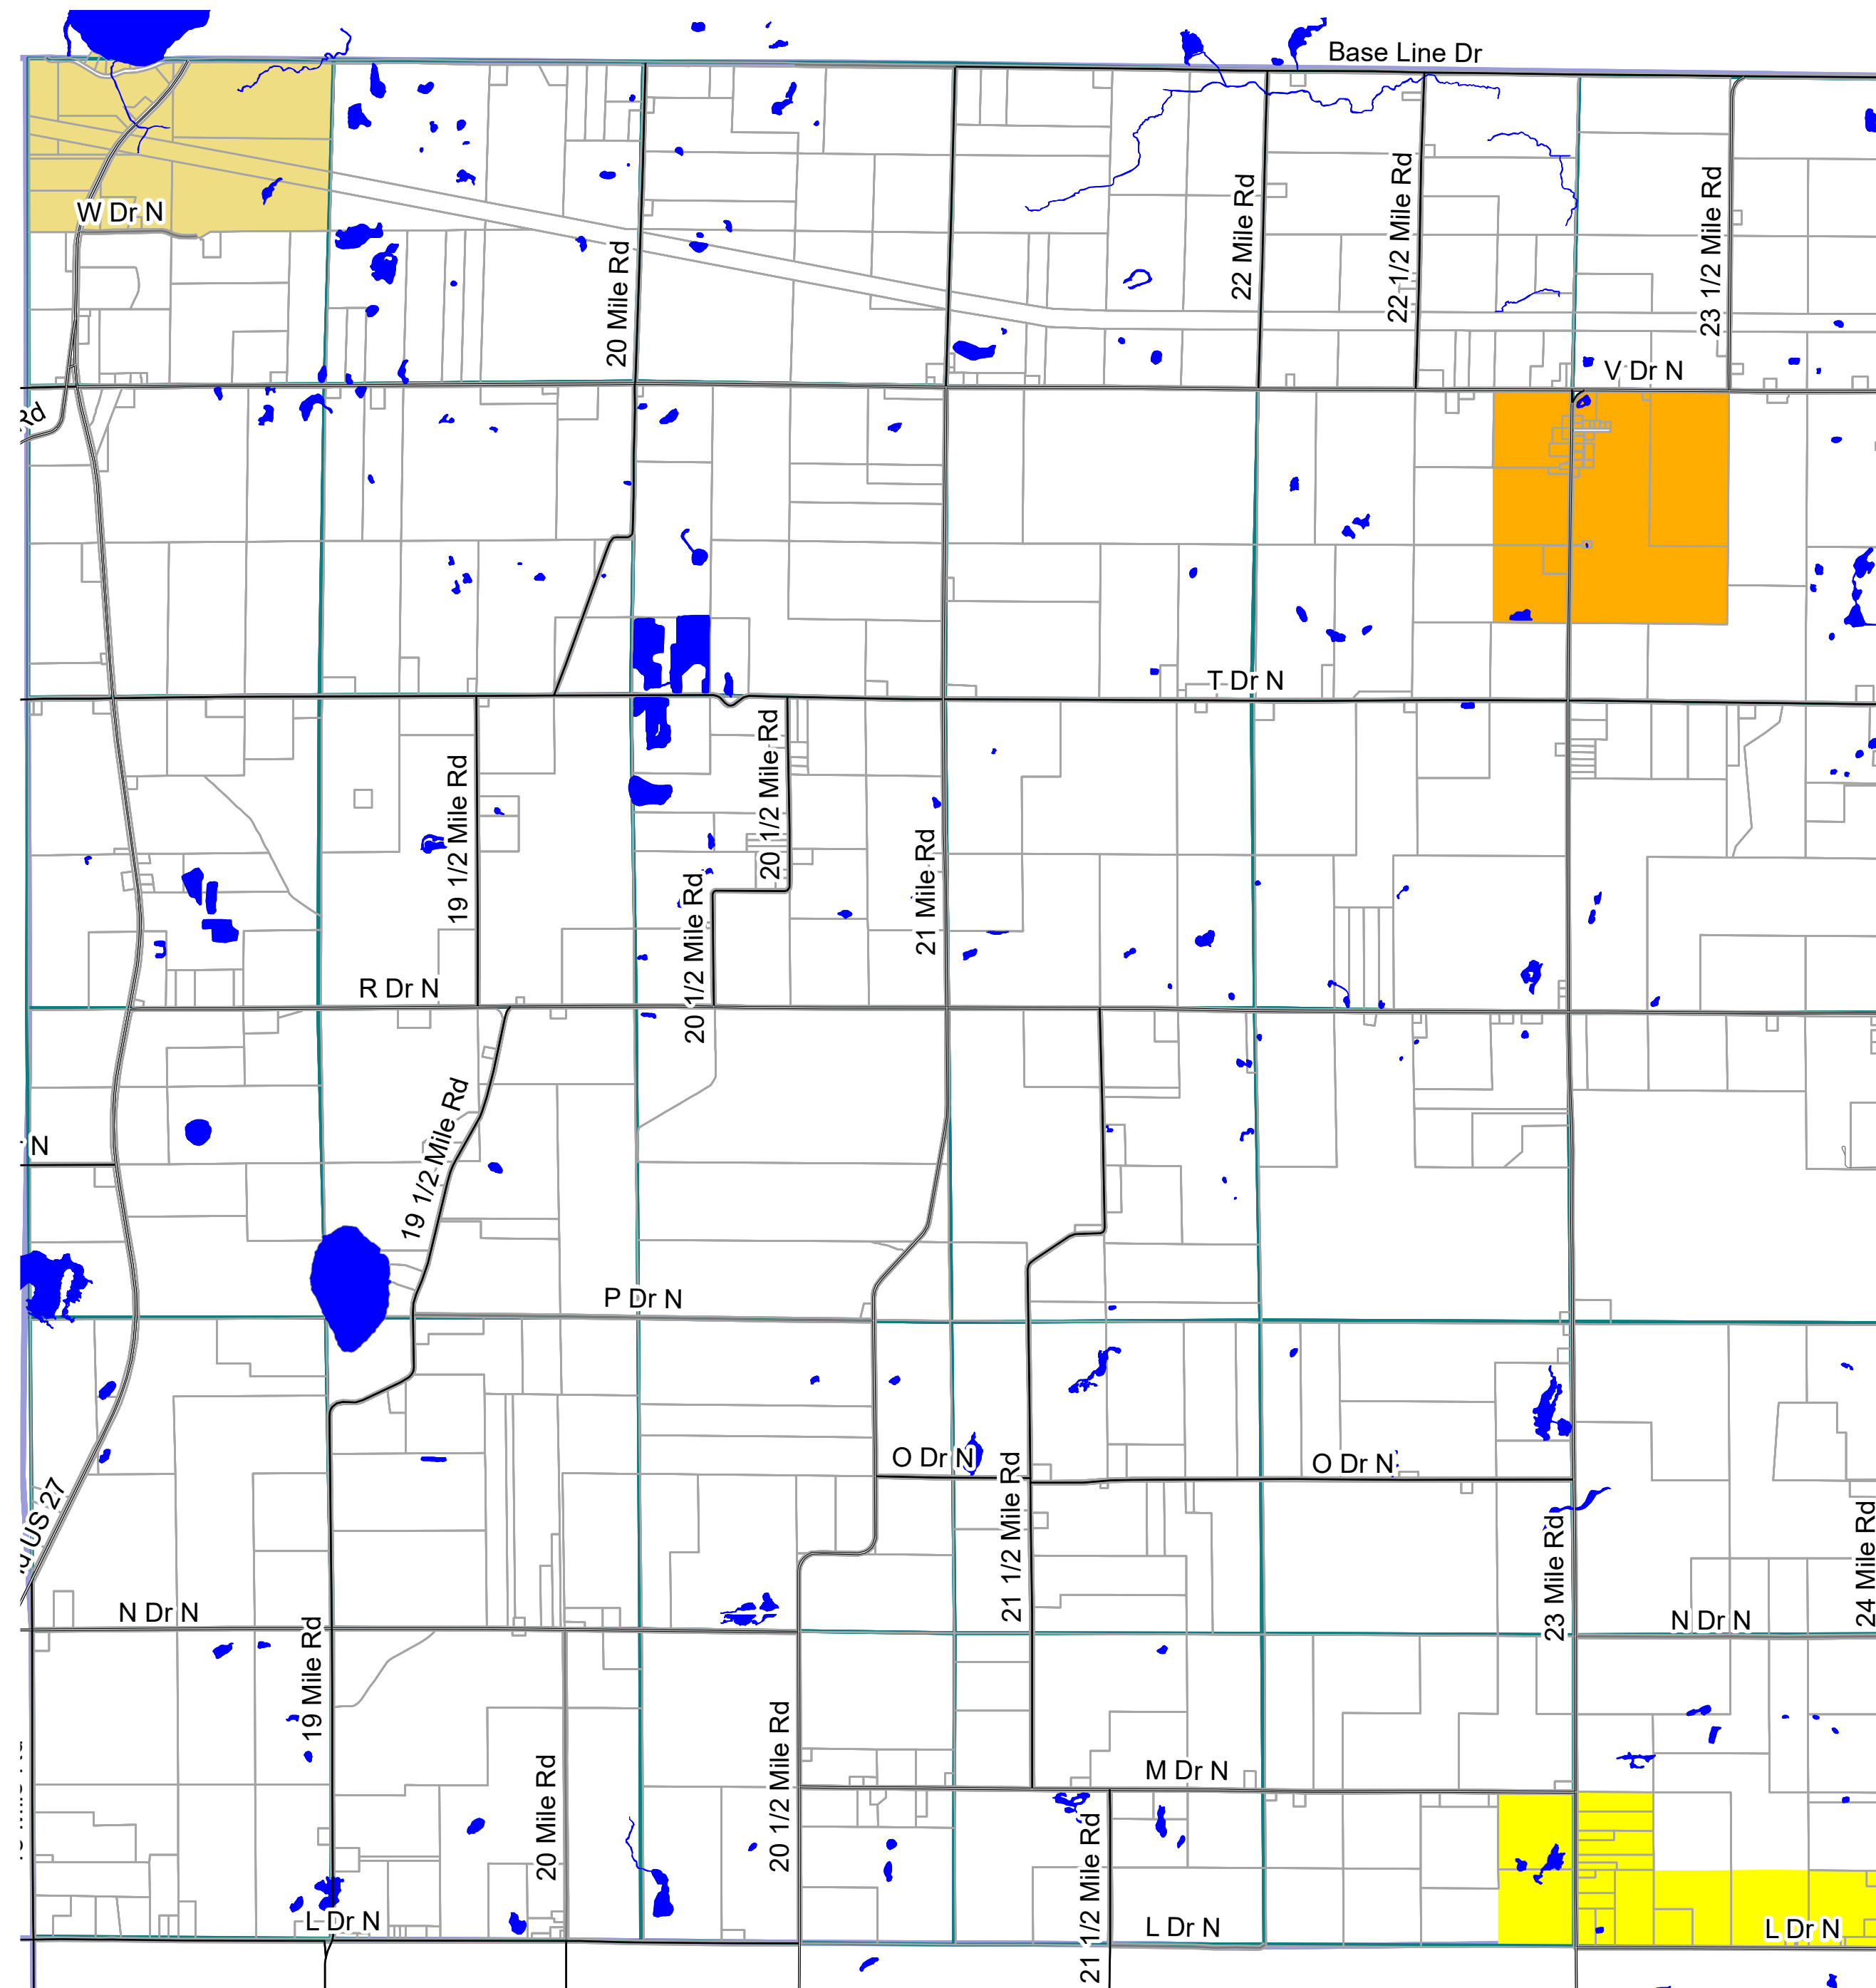 Base Line Dr
W Dr N
20 Mile Rd
22 Mile Rd
22 1/2 Mile Rd
23 1/2 Mile Rd
V Dr N
Rd
T Dr N
19 1/2 Mile Rd
20 1/2 Mile Rd
21 Mile Rd
20 1/2 Mile Rd
R Dr N
19 1/2 Mile Rd
N
P Dr N
O Dr N
O Dr N
US 27
21 1/2 Mile Rd
23 Mile Rd
24 Mile Rd
N Dr N
N Dr N
19 Mile Rd
20 Mile Rd
20 1/2 Mile Rd
M Dr N
21 1/2 Mile Rd
L Dr N
L Dr N
L Dr N